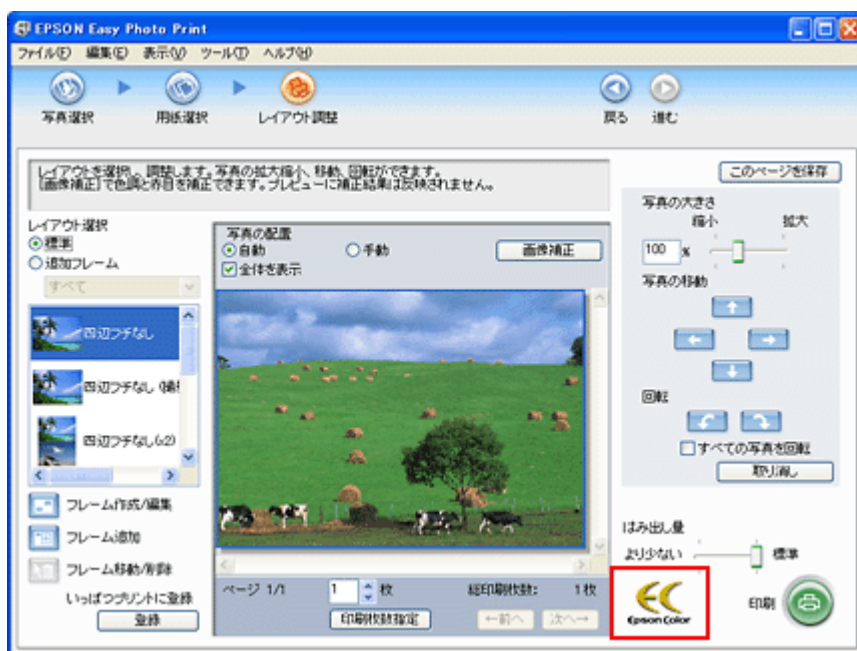 EPSON Easy Photo Print
ファイル(F) 編集(E) 表示(V) ツール(T) ヘルプ(H)
写真選択 用紙選択 レイアウト調整 戻る 進む
レイアウトを選択し、調整します。写真の拡大縮小、移動、回転ができます。
[画像補正]で色調と赤目を補正できます。プレビューに補正結果は反映されません。
このページを保存
レイアウト選択
標準
追加フレーム
すべて
四辺フチなし
四辺フチなし
四辺フチなし(x2)
フレーム作成/編集
フレーム追加
フレーム移動/削除
いっぱつプリントに登録
登録
写真の配置
自動 手動 画像補正
全体を表示
ページ 1/1 1 枚 総印刷枚数: 1枚
印刷枚数指定 ←前へ 次へ→
写真の大きさ
縮小 拡大
100 %
写真の移動
回転
すべての写真を回転
取り消し
はみ出し量
より少ない 標準
EC
Epson Color
印刷